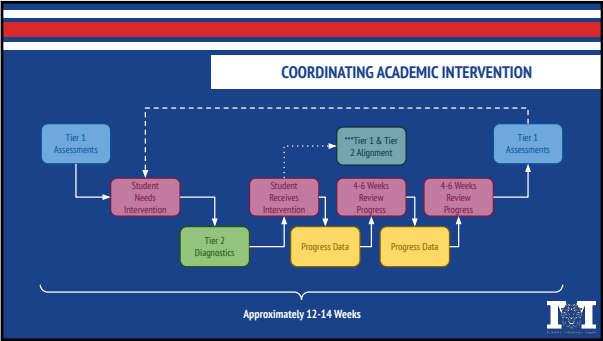 COORDINATING ACADEMIC INTERVENTION
Tier 1
Assessments
***Tier 1 & Tier
2 Alignment
Tier 1
Assessments
Student
Needs
Intervention
Student
Receives
Intervention
4-6 Weeks
Review
Progress
4-6 Weeks
Review
Progress
Tier 2
Diagnostics
Progress Data
Progress Data
Approximately 12-14 Weeks